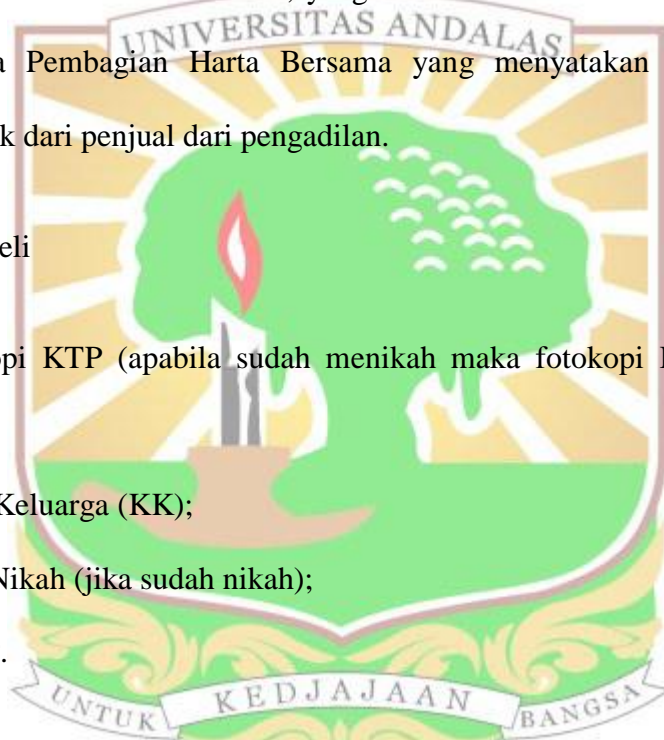 UNIVERSITAS ANDALAS
Pembagian Harta Bersama yang menyatakan
k dari penjual dari pengadilan.
eli
opi KTP (apabila sudah menikah maka fotokopi
Keluarga (KK);
Nikah (jika sudah nikah);
.
UNTUK KEDJAJAAN BANGSA